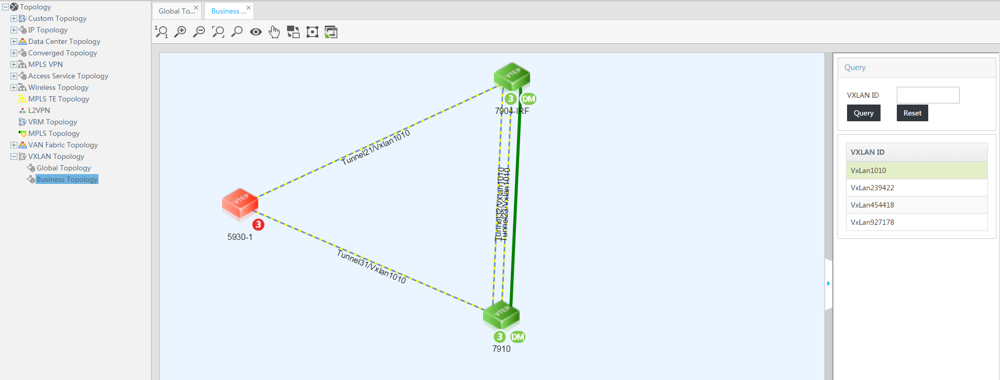 Topology
Custom Topology
IP Topology
Data Center Topology
Converged Topology
MPLS VPN
Access Service Topology
Wireless Topology
MPLS TE Topology
L2VPN
VRM Topology
MPLS Topology
VAN Fabric Topology
VXLAN Topology
Global Topology
Business Topology
Global To...
Business ...
VTEP
3 DM
7904-IRF
Tunnel21/Vxlan1010
Tunnel32/Vxlan1010
Tunnel23/Vxlan1010
VTEP
3
5930-1
Tunnel31/Vxlan1010
VTEP
3 DM
7910
Query
VXLAN ID
Query Reset
VXLAN ID
VxLan1010
VxLan239422
VxLan454418
VxLan927178